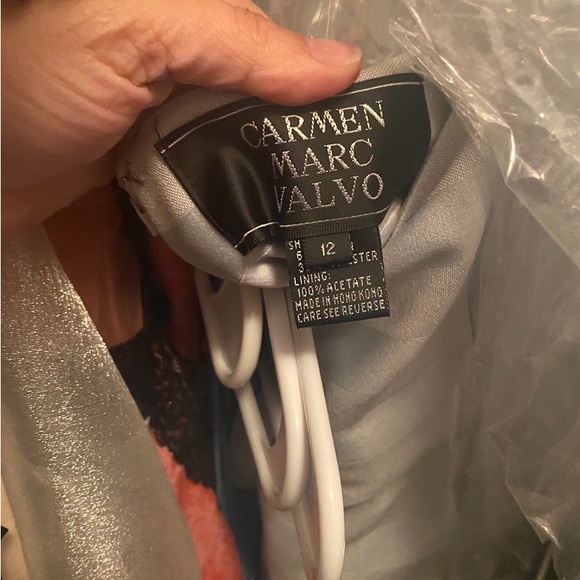 CARMEN
MARC
VALVO
12
LINING:
100% ACETATE
MADE IN HONG KONG
CARE SEE REVERSE